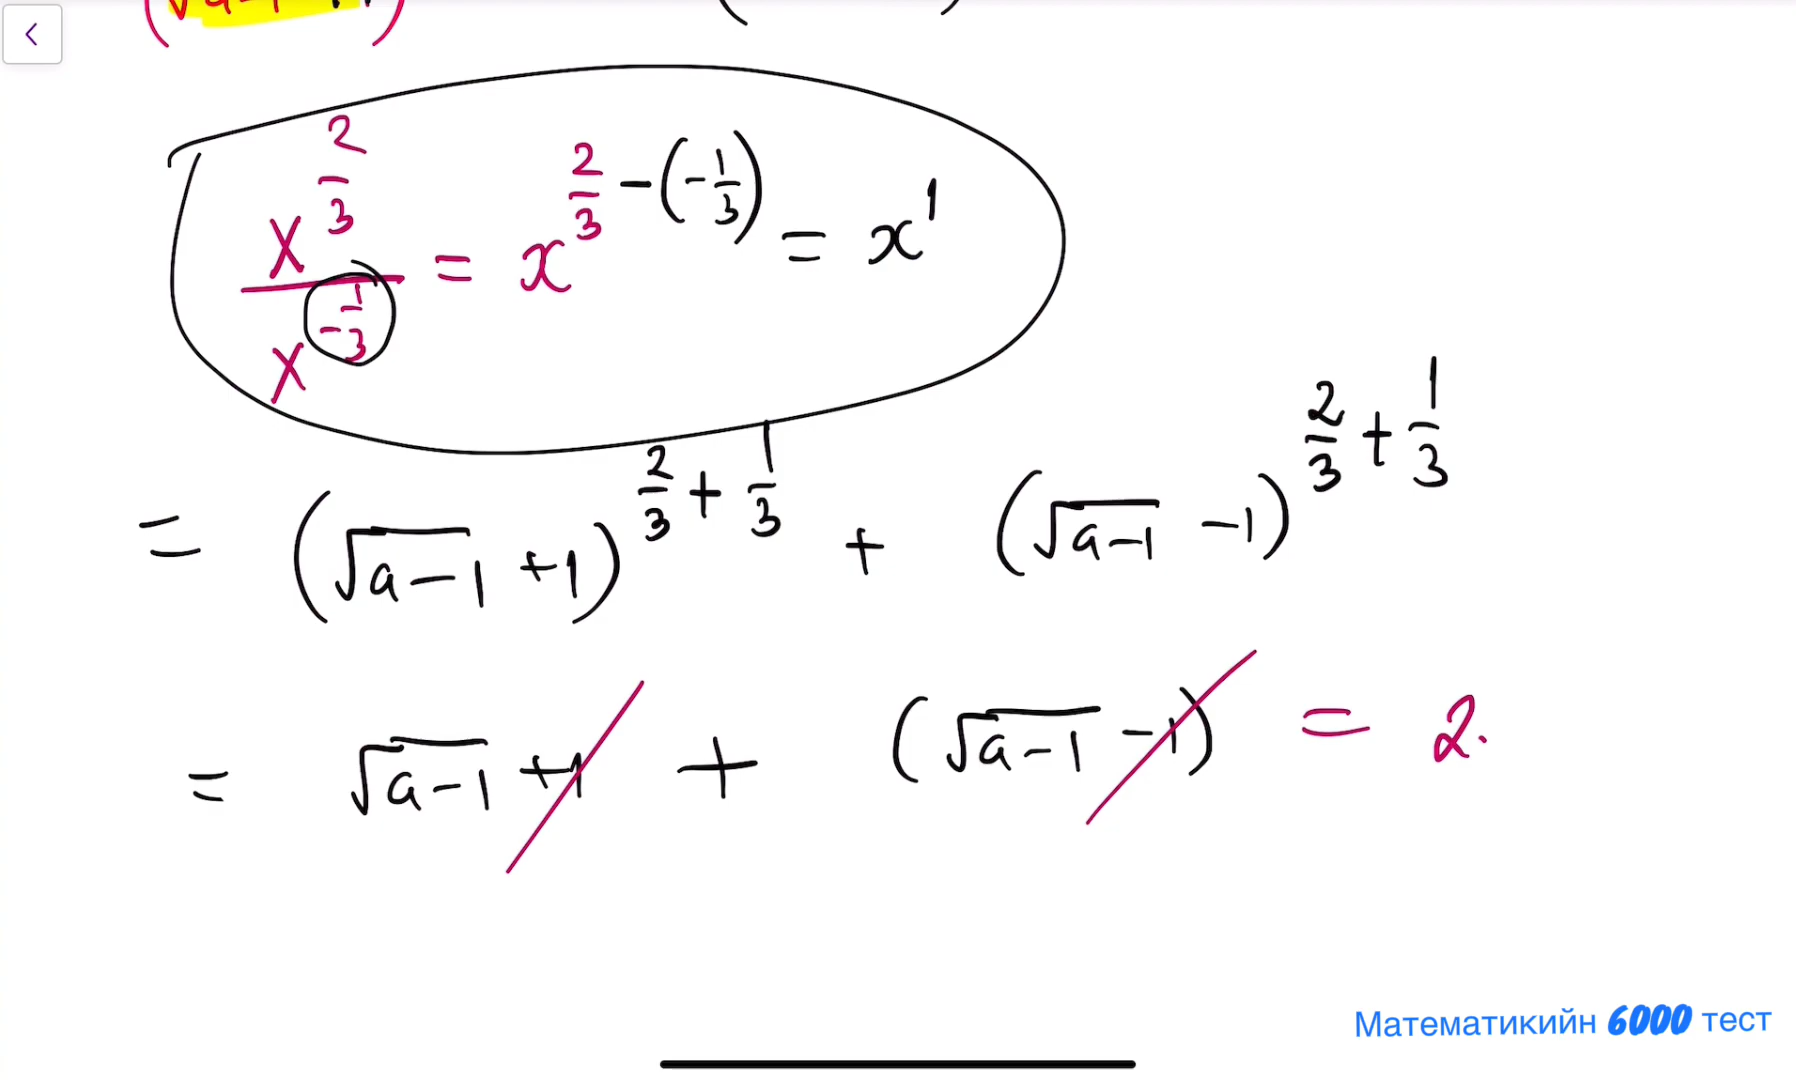 x^{2/3} / x^{-1/3} = x^{2/3 - (-1/3)} = x^1
= (√(a-1) +1)^{2/3 + 1/3} + (√(a-1) -1)^{2/3 + 1/3}
= √(a-1) +1 + (√(a-1) -1) = 2.
Математикийн 6000 тест